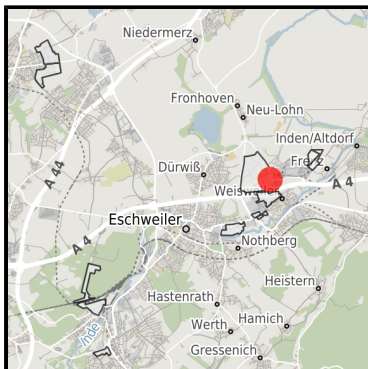 Niedermerz
Fronhoven
Neu-Lohn
Inden/Altdorf
Frenz
Dürwiß
A 44
A 4
Weisweiler
Eschweiler
A 4
Nothberg
Heistern
Hastenrath
Hamich
Werth
Inde
Gressenich